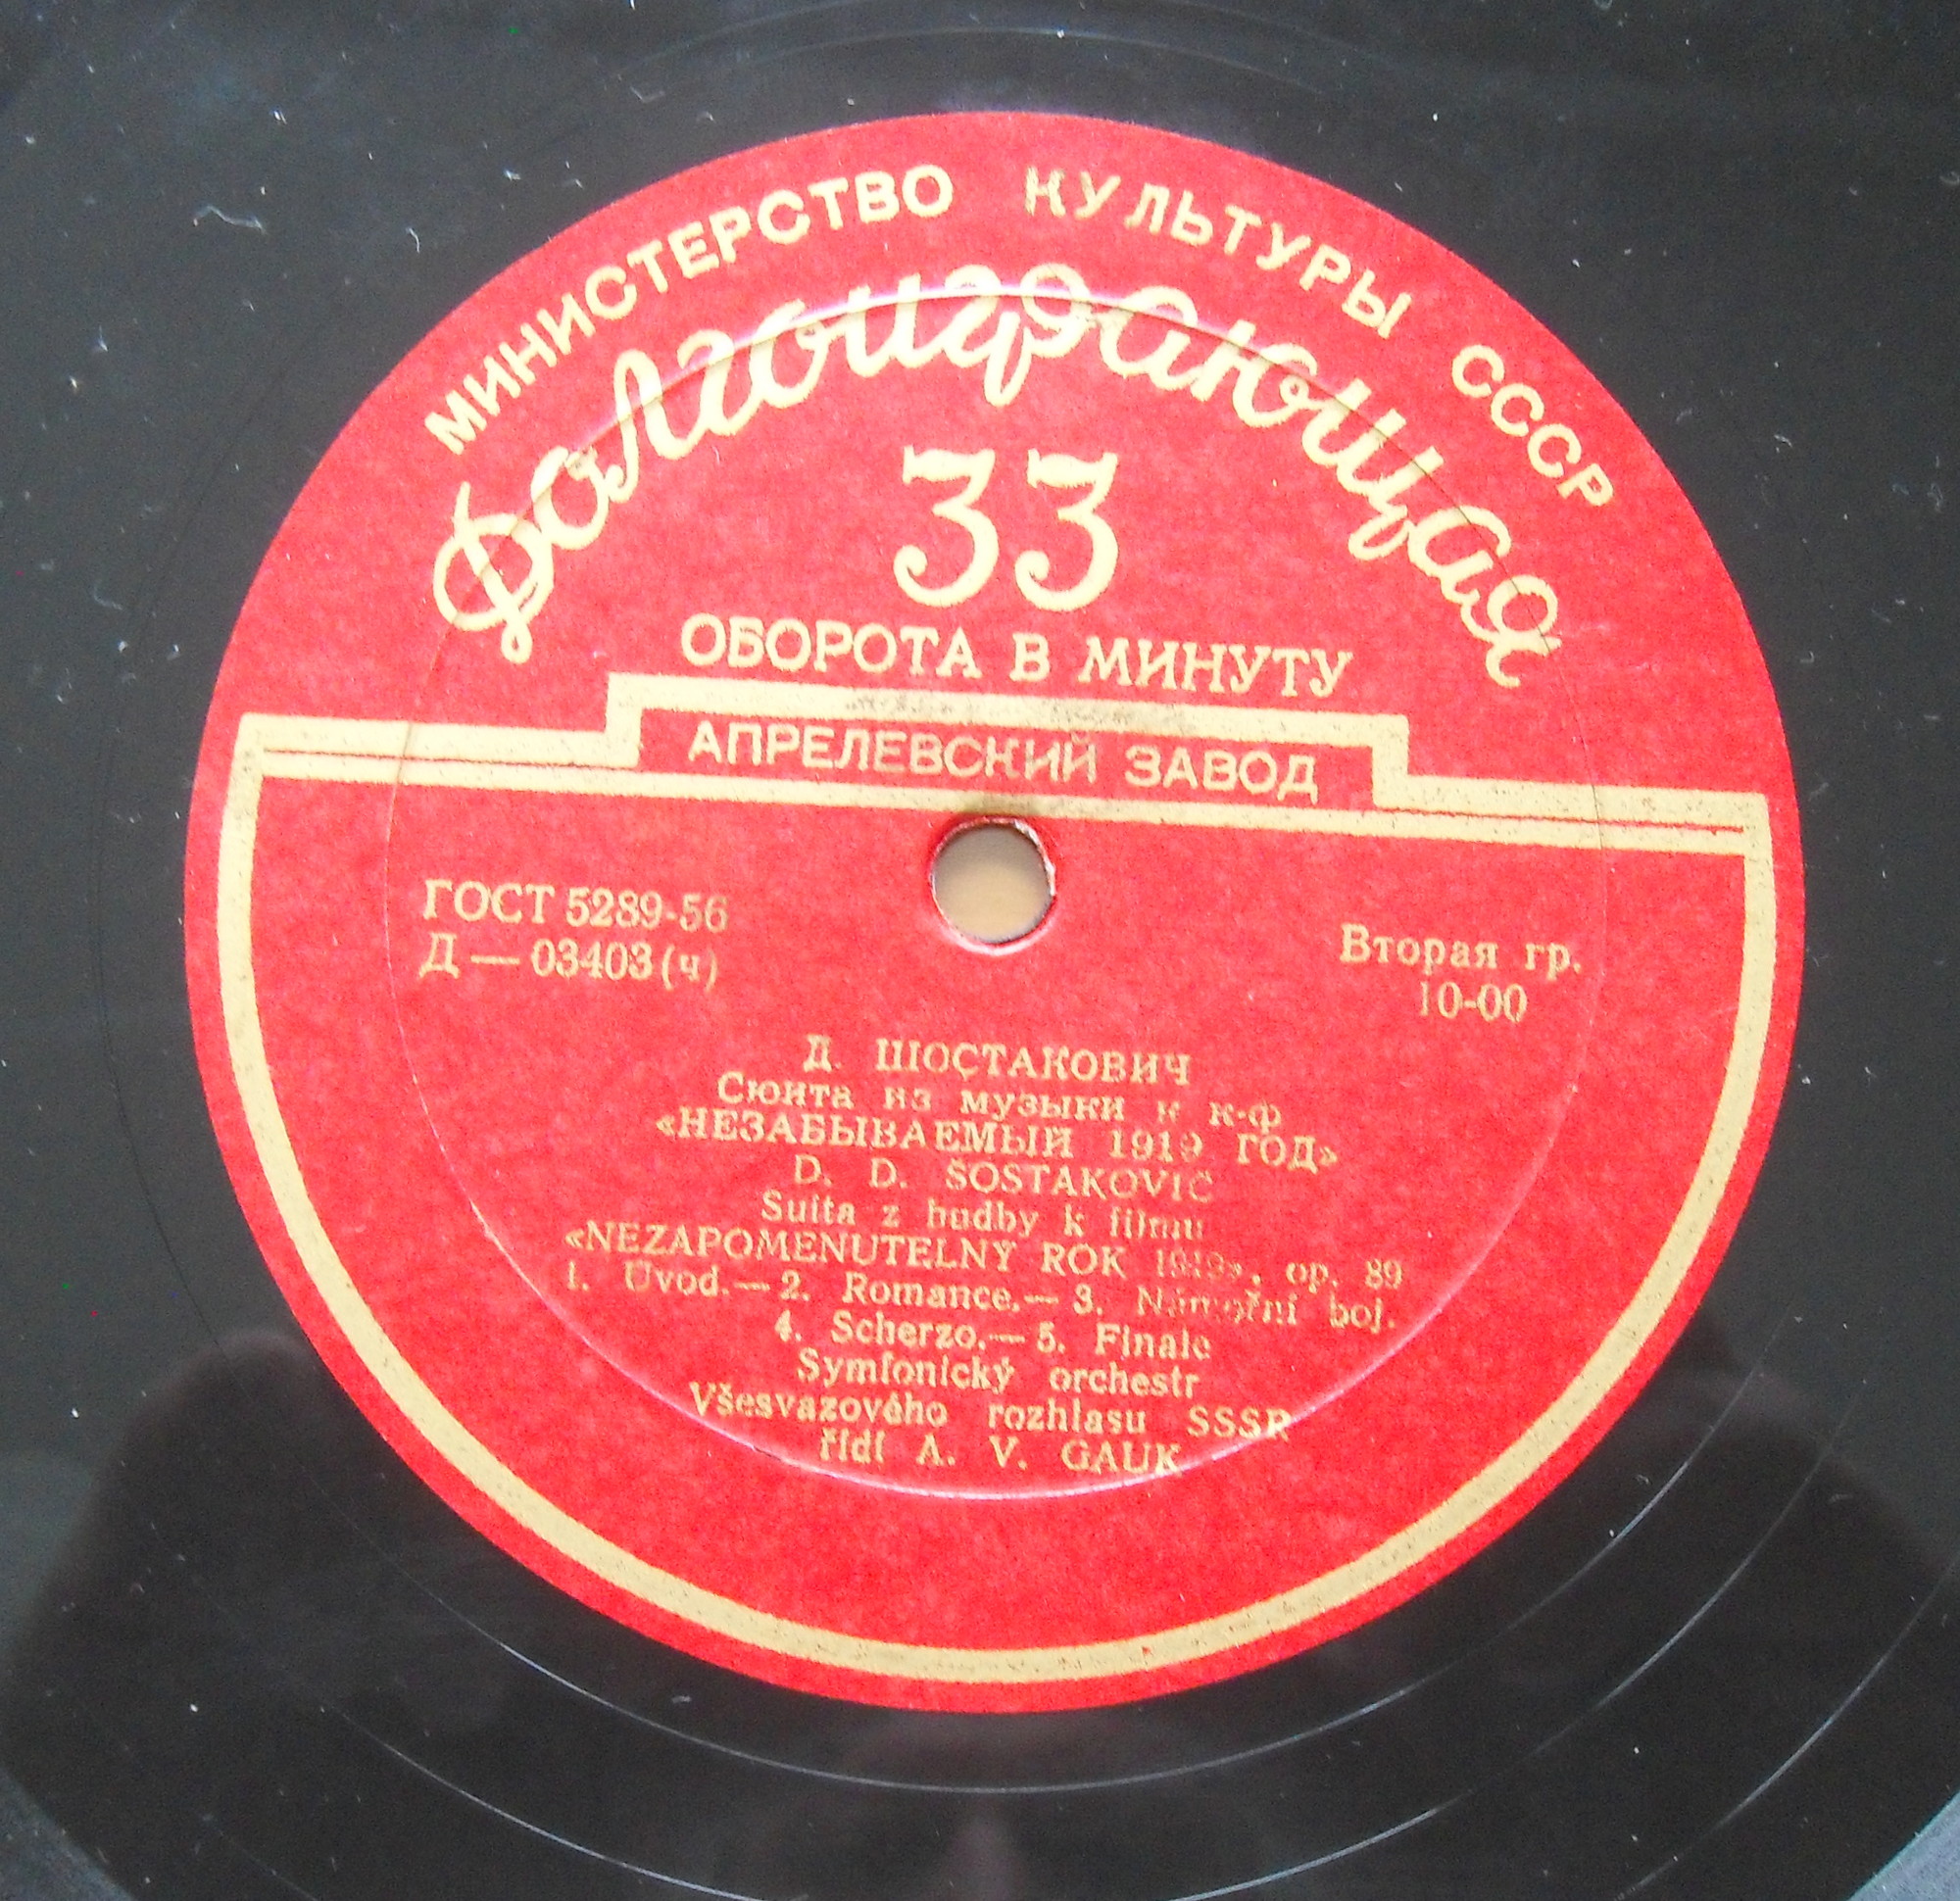 МИНИСТЕРСТВО КУЛЬТУРЫ СССР
Долгоиграющая
33
ОБОРОТА В МИНУТУ
АПРЕЛЕВСКИЙ ЗАВОД
ГОСТ 5289-56
Д — 03403 (ч)
Вторая гр.
10-00
Д. ШОСТАКОВИЧ
Сюита из музыки к к-ф
«НЕЗАБЫВАЕМЫЙ 1919 ГОД»
D. D. ŠOSTAKOVIČ
Suita z hudby k filmu
«NEZAPOMENUTELNÝ ROK 1919», op. 89
1. Úvod.— 2. Romance.— 3. Námořní boj.
4. Scherzo.— 5. Finale
Symfonický orchestr
Všesvazového rozhlasu SSSR
řídí A. V. GAUK